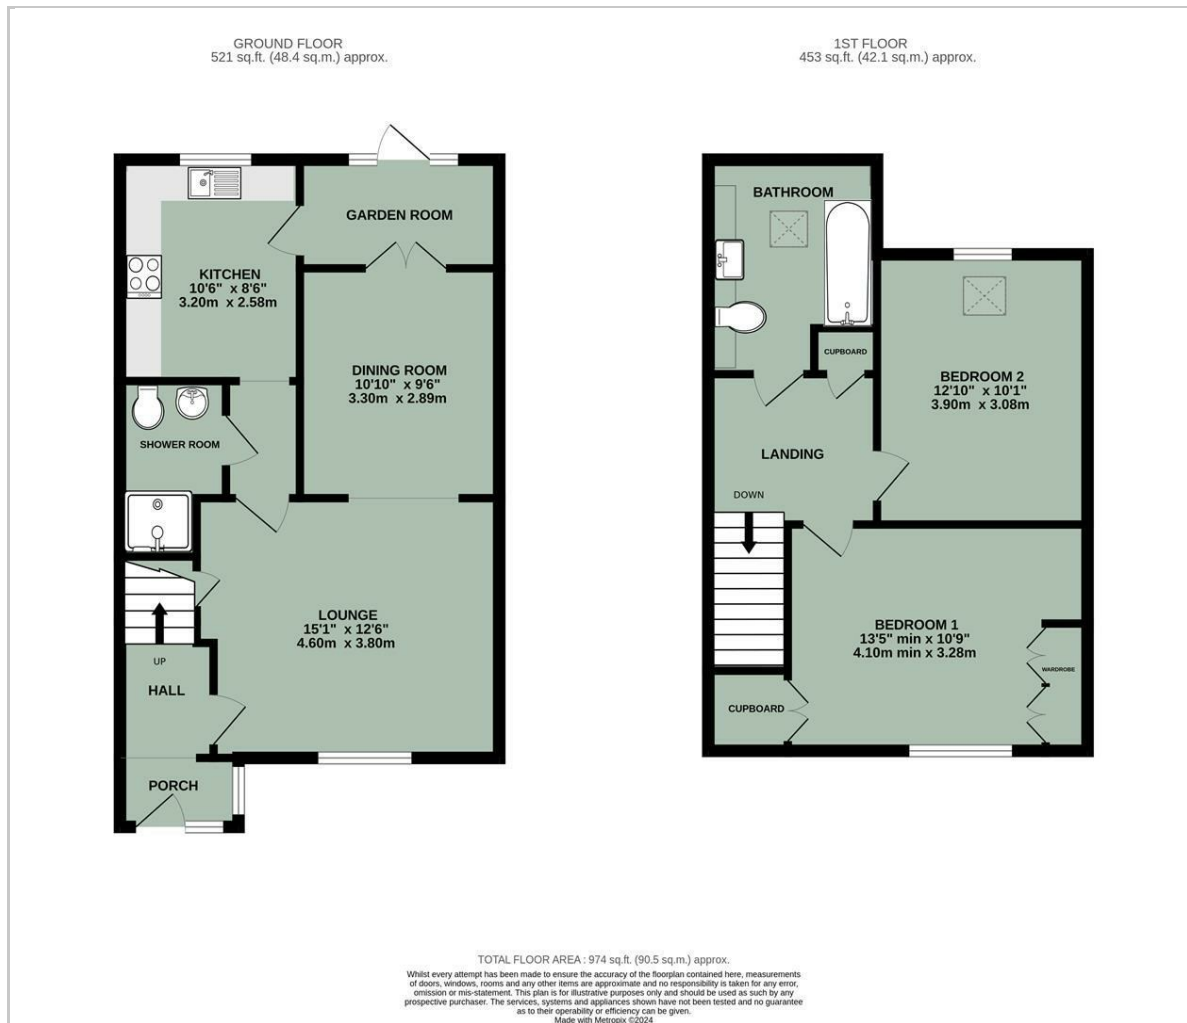 GROUND FLOOR
521 sq.ft. (48.4 sq.m.) approx.
1ST FLOOR
453 sq.ft. (42.1 sq.m.) approx.
GARDEN ROOM
KITCHEN
10'6" x 8'6"
3.20m x 2.58m
DINING ROOM
10'10" x 9'6"
3.30m x 2.89m
SHOWER ROOM
LOUNGE
15'1" x 12'6"
4.60m x 3.80m
UP
HALL
PORCH
BATHROOM
CUPBOARD
BEDROOM 2
12'10" x 10'1"
3.90m x 3.08m
LANDING
DOWN
BEDROOM 1
13'5" min x 10'9"
4.10m min x 3.28m
WARDROBE
CUPBOARD
TOTAL FLOOR AREA : 974 sq.ft. (90.5 sq.m.) approx.
Whilst every attempt has been made to ensure the accuracy of the floorplan contained here, measurements
of doors, windows, rooms and any other items are approximate and no responsibility is taken for any error,
omission or mis-statement. This plan is for illustrative purposes only and should be used as such by any
prospective purchaser. The services, systems and appliances shown have not been tested and no guarantee
as to their operability or efficiency can be given.
Made with Metropix ©2024